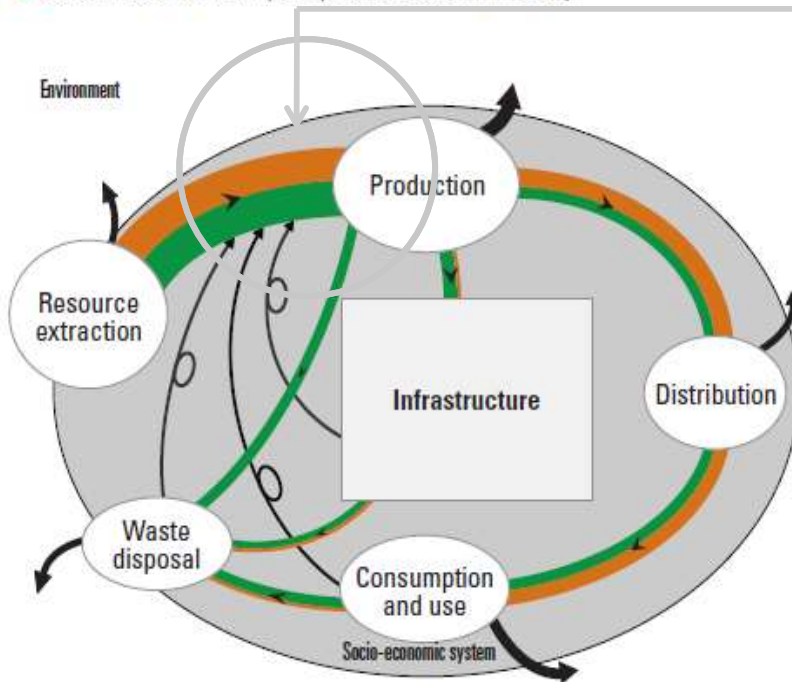 Environment
Production
Resource
extraction
Infrastructure
Distribution
Waste
disposal
Consumption
and use
Socio-economic system